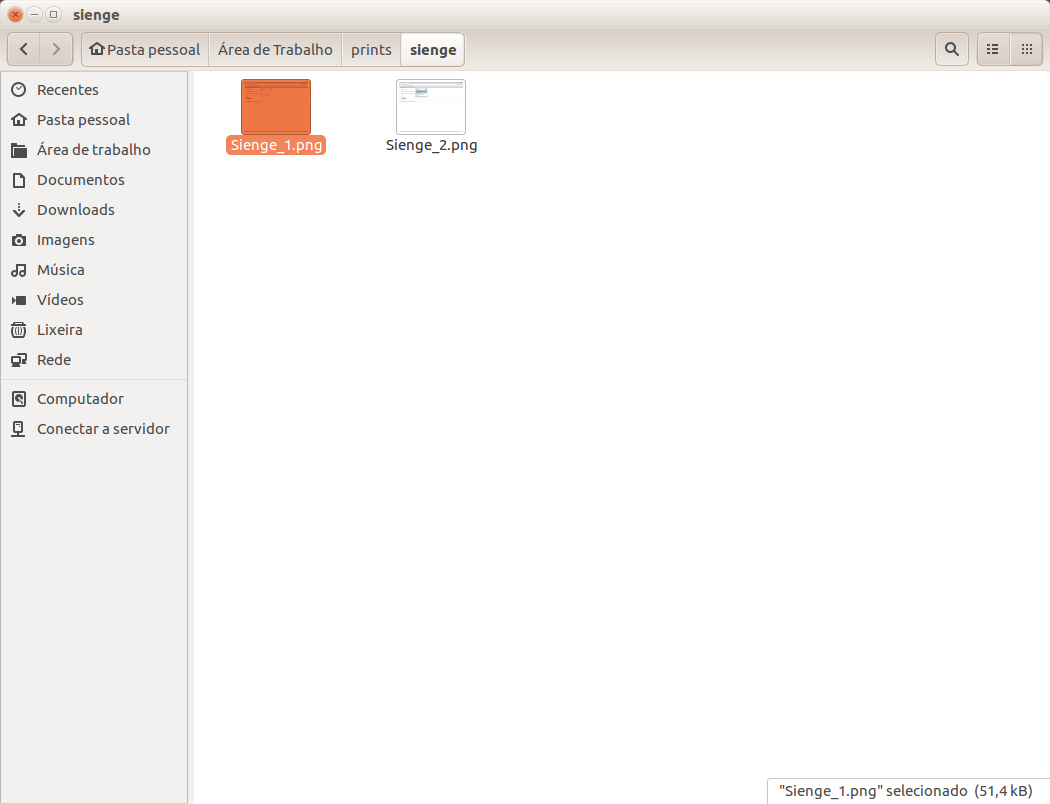 sienge
Pasta pessoal Área de Trabalho prints sienge
Recentes
Pasta pessoal
Área de trabalho
Documentos
Downloads
Imagens
Música
Vídeos
Lixeira
Rede
Computador
Conectar a servidor
Sienge_1.png Sienge_2.png
"Sienge_1.png" selecionado (51,4 kB)